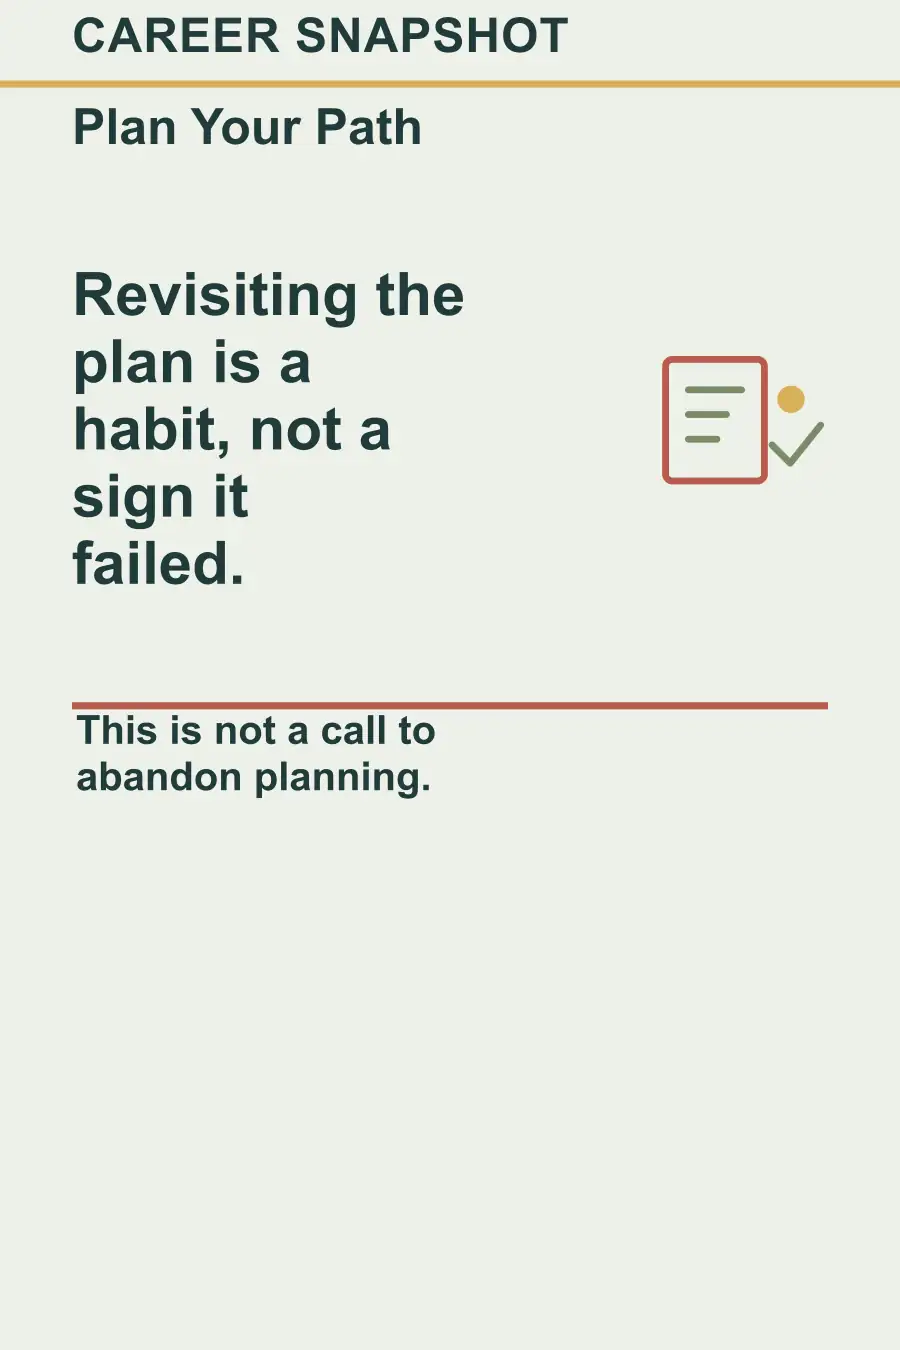 CAREER SNAPSHOT
Plan Your Path
Revisiting the
plan is a
habit, not a
sign it
failed.
This is not a call to
abandon planning.